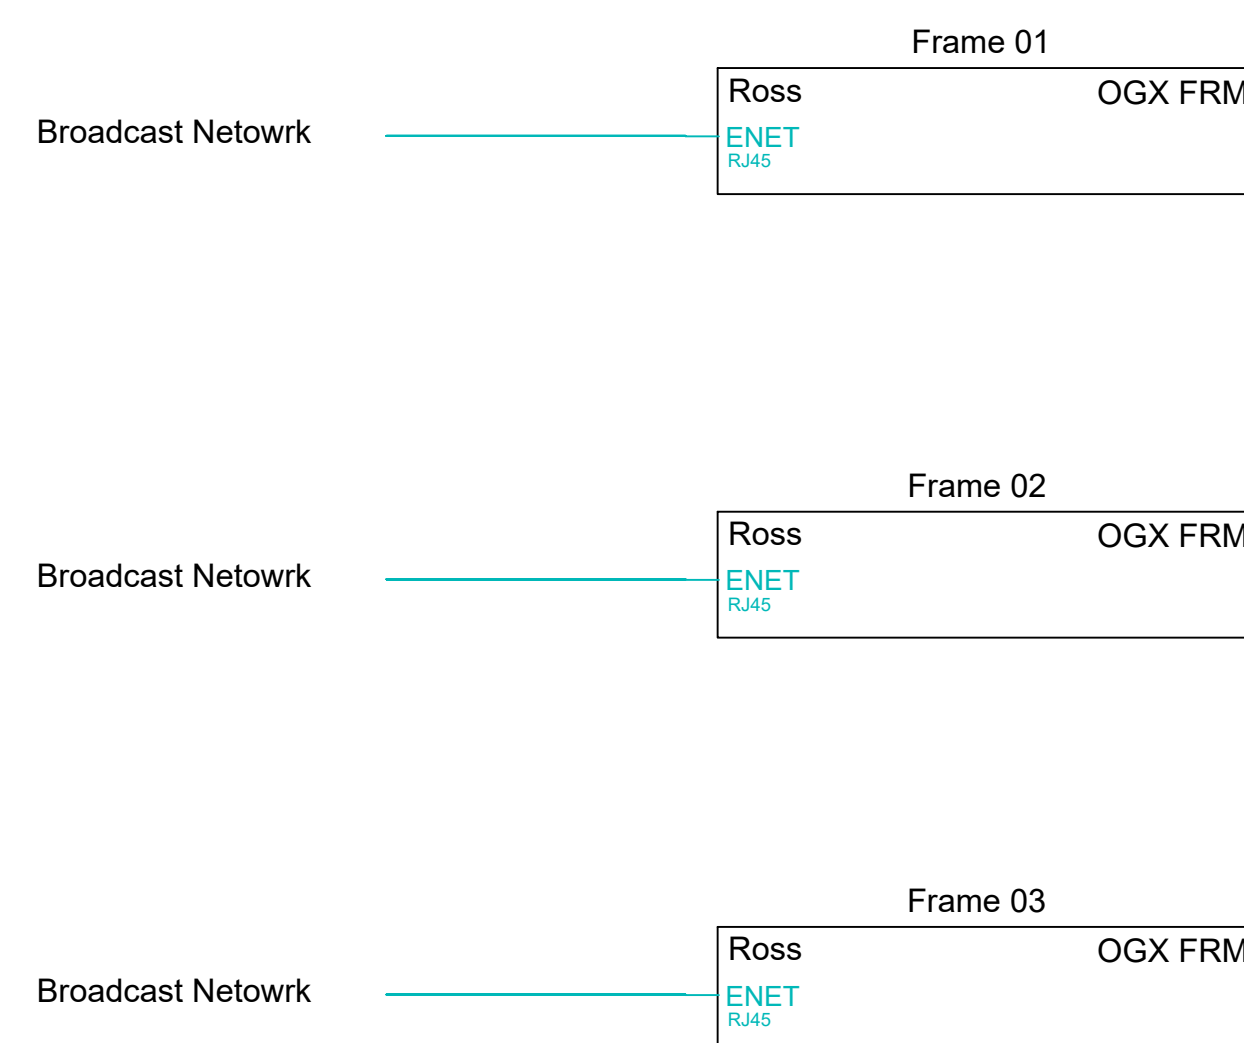 Frame 01
Ross OGX FRM
Broadcast Netowrk
ENET
RJ45
Frame 02
Ross OGX FRM
Broadcast Netowrk
ENET
RJ45
Frame 03
Ross OGX FRM
Broadcast Netowrk
ENET
RJ45